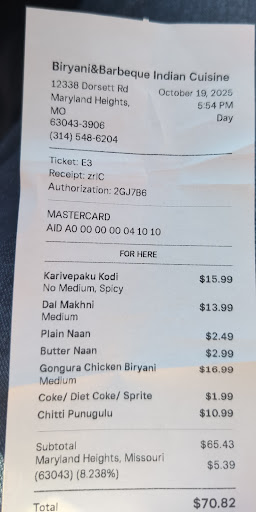 Biryani&Barbeque Indian Cuisine
12338 Dorsett Rd October 19, 2025
Maryland Heights, 5:54 PM
MO Day
63043-3906
(314) 548-6204
Ticket: E3
Receipt: zrIC
Authorization: 2GJ7B6
MASTERCARD
AID A0 00 00 00 04 10 10
FOR HERE
Karivepaku Kodi $15.99
No Medium, Spicy
Dal Makhni $13.99
Medium
Plain Naan $2.49
Butter Naan $2.99
Gongura Chicken Biryani $16.99
Medium
Coke/ Diet Coke/ Sprite $1.99
Chitti Punugulu $10.99
Subtotal $65.43
Maryland Heights, Missouri $5.39
(63043) (8.238%)
Total $70.82